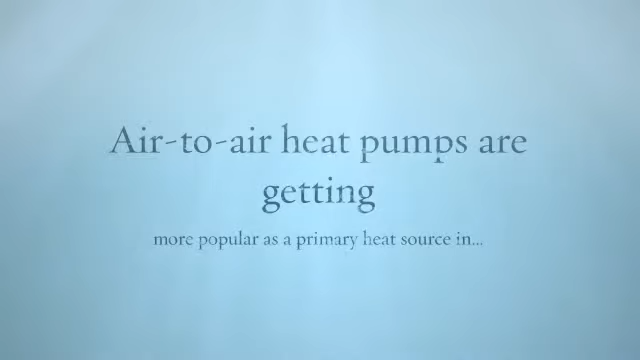 Air-to-air heat pumps are
getting
more popular as a primary heat source in...